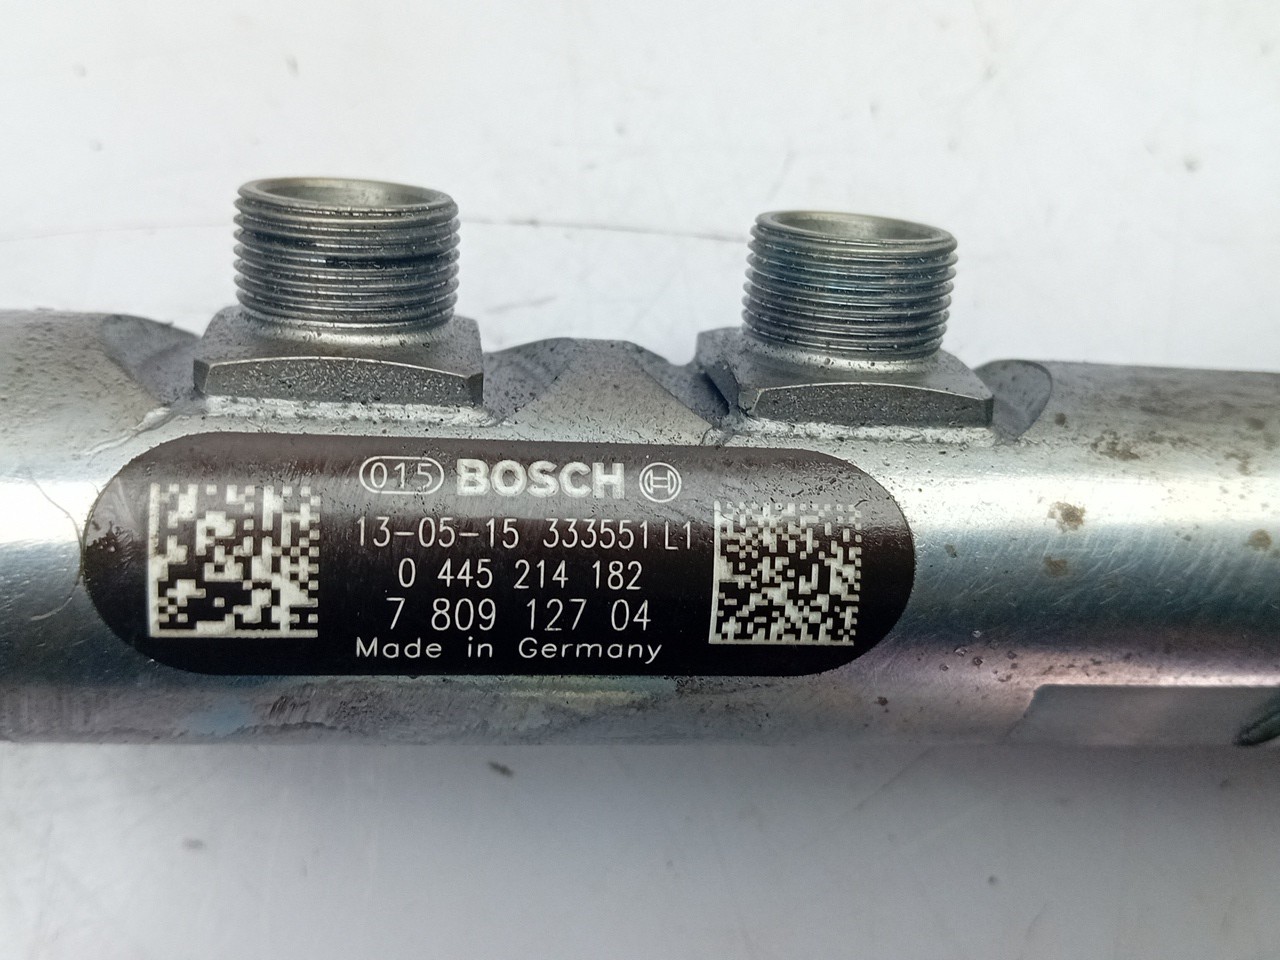 015 BOSCH
13-05-15 333551 L1
0 445 214 182
7 809 127 04
Made in Germany